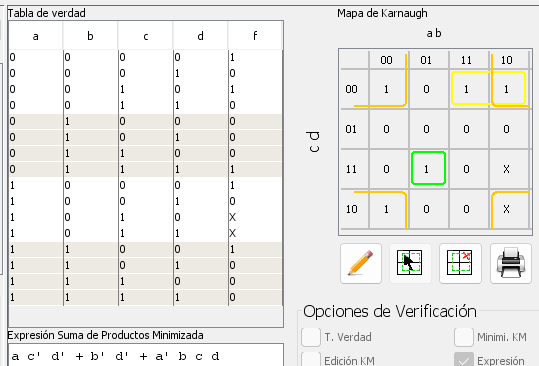 Tabla de verdad
a b c d f
0 0 0 0 1
0 0 0 1 0
0 0 1 0 1
0 0 1 1 0
0 1 0 0 0
0 1 0 1 0
0 1 1 0 0
0 1 1 1 1
1 0 0 0 1
1 0 0 1 0
1 0 1 0 X
1 0 1 1 X
1 1 0 0 1
1 1 0 1 0
1 1 1 0 0
1 1 1 1 0
Expresión Suma de Productos Minimizada
a c' d' + b' d' + a' b c d
Mapa de Karnaugh
a b
00 01 11 10
00 1 0 1 1
01 0 0 0 0
11 0 1 0 X
10 1 0 0 X
c d
Opciones de Verificación
T. Verdad Minimi. KM
Edición KM Expresión